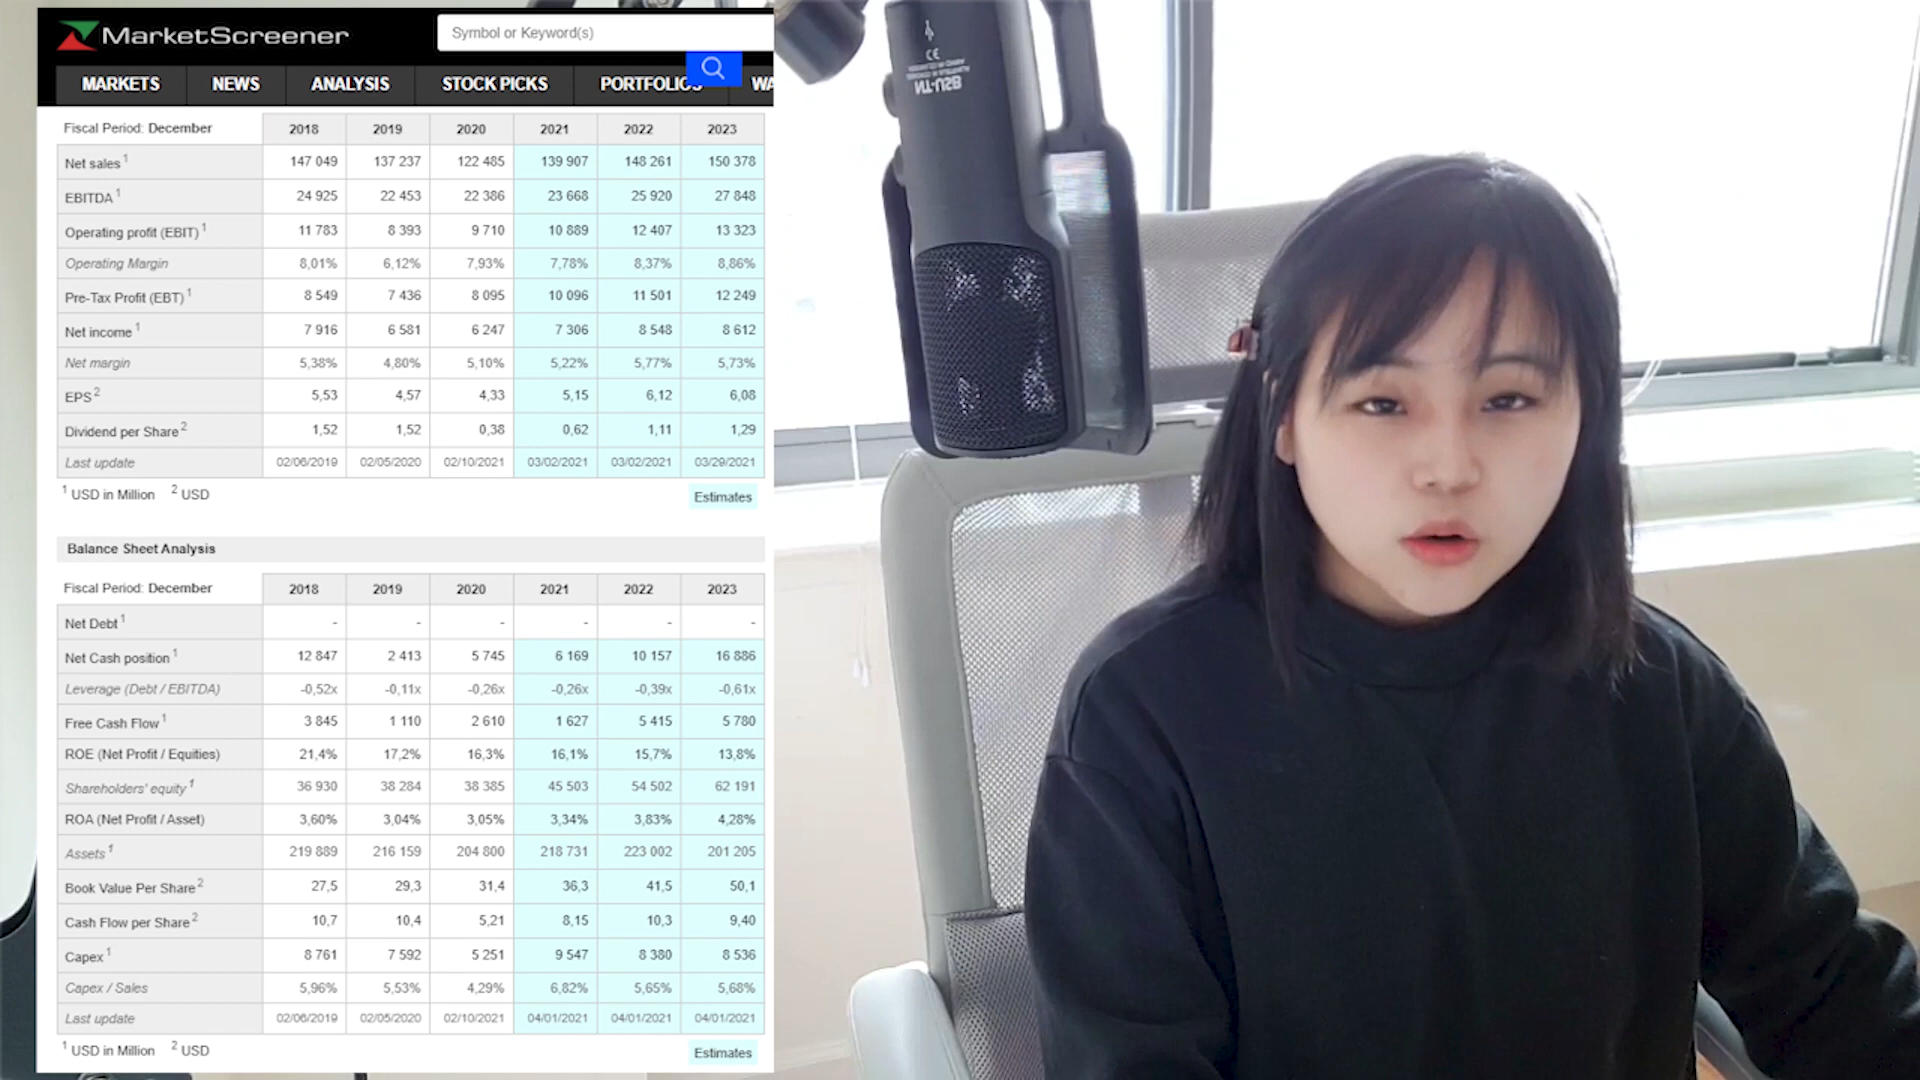 MarketScreener
Symbol or Keyword(s)
MARKETS NEWS ANALYSIS STOCK PICKS PORTFOLIOS WA
Fiscal Period: December 2018 2019 2020 2021 2022 2023
Net sales 1 147 049 137 237 122 485 139 907 148 261 150 378
EBITDA 1 24 925 22 453 22 386 23 668 25 920 27 848
Operating profit (EBIT) 1 11 783 8 393 9 710 10 889 12 407 13 323
Operating Margin 8,01% 6,12% 7,93% 7,78% 8,37% 8,86%
Pre-Tax Profit (EBT) 1 8 549 7 436 8 095 10 096 11 501 12 249
Net income 1 7 916 6 581 6 247 7 306 8 548 8 612
Net margin 5,38% 4,80% 5,10% 5,22% 5,77% 5,73%
EPS 2 5,53 4,57 4,33 5,15 6,12 6,08
Dividend per Share 2 1,52 1,52 0,38 0,62 1,11 1,29
Last update 02/06/2019 02/05/2020 02/10/2021 03/02/2021 03/02/2021 03/29/2021
1 USD in Million 2 USD
Estimates
Balance Sheet Analysis
Fiscal Period: December 2018 2019 2020 2021 2022 2023
Net Debt 1 - - - - - -
Net Cash position 1 12 847 2 413 5 745 6 169 10 157 16 886
Leverage (Debt / EBITDA) -0,52x -0,11x -0,26x -0,26x -0,39x -0,61x
Free Cash Flow 1 3 845 1 110 2 610 1 627 5 415 5 780
ROE (Net Profit / Equities) 21,4% 17,2% 16,3% 16,1% 15,7% 13,8%
Shareholders' equity 1 36 930 38 284 38 385 45 503 54 502 62 191
ROA (Net Profit / Asset) 3,60% 3,04% 3,05% 3,34% 3,83% 4,28%
Assets 1 219 889 216 159 204 800 218 731 223 002 201 205
Book Value Per Share 2 27,5 29,3 31,4 36,3 41,5 50,1
Cash Flow per Share 2 10,7 10,4 5,21 8,15 10,3 9,40
Capex 1 8 761 7 592 5 251 9 547 8 380 8 536
Capex / Sales 5,96% 5,53% 4,29% 6,82% 5,65% 5,68%
Last update 02/06/2019 02/05/2020 02/10/2021 04/01/2021 04/01/2021 04/01/2021
1 USD in Million 2 USD
Estimates
CE
NT-USB